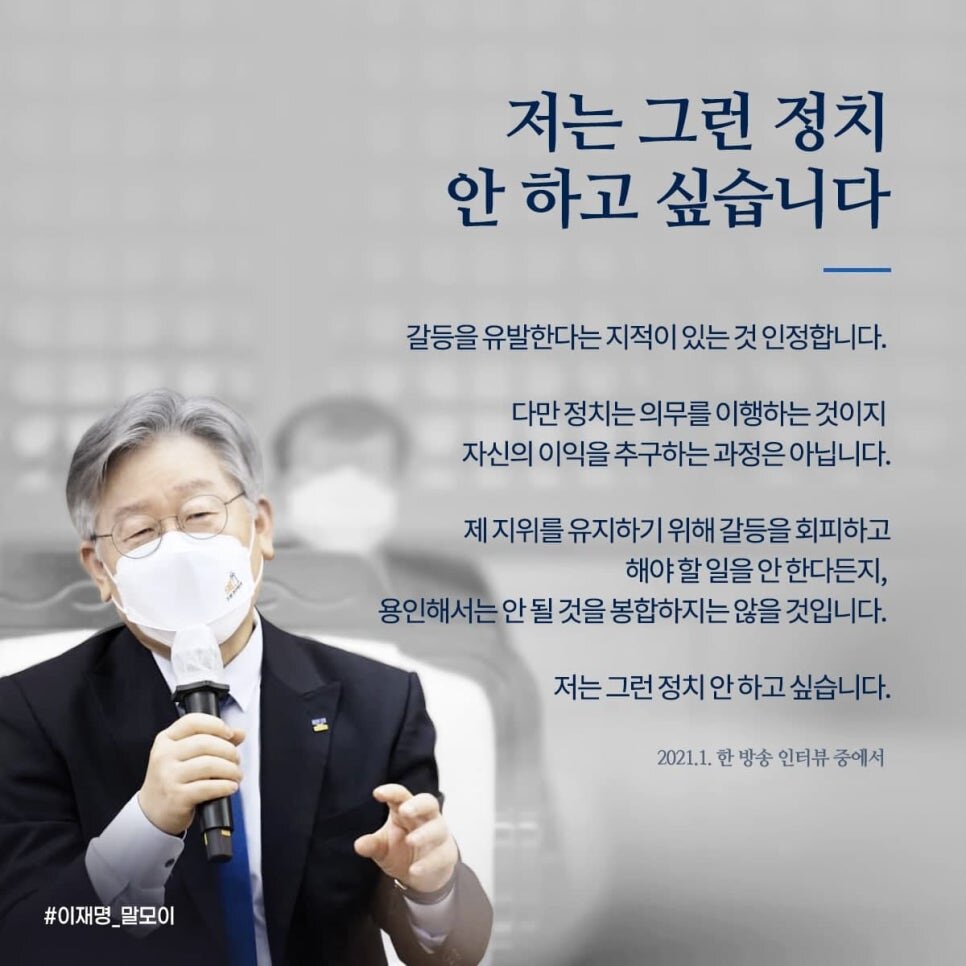 저는 그런 정치
안 하고 싶습니다
갈등을 유발한다는 지적이 있는 것 인정합니다.
다만 정치는 의무를 이행하는 것이지
자신의 이익을 추구하는 과정은 아닙니다.
제 지위를 유지하기 위해 갈등을 회피하고
해야 할 일을 안 한다든지,
용인해서는 안 될 것을 봉합하지는 않을 것입니다.
저는 그런 정치 안 하고 싶습니다.
2021.1. 한 방송 인터뷰 중에서
#이재명_말모이